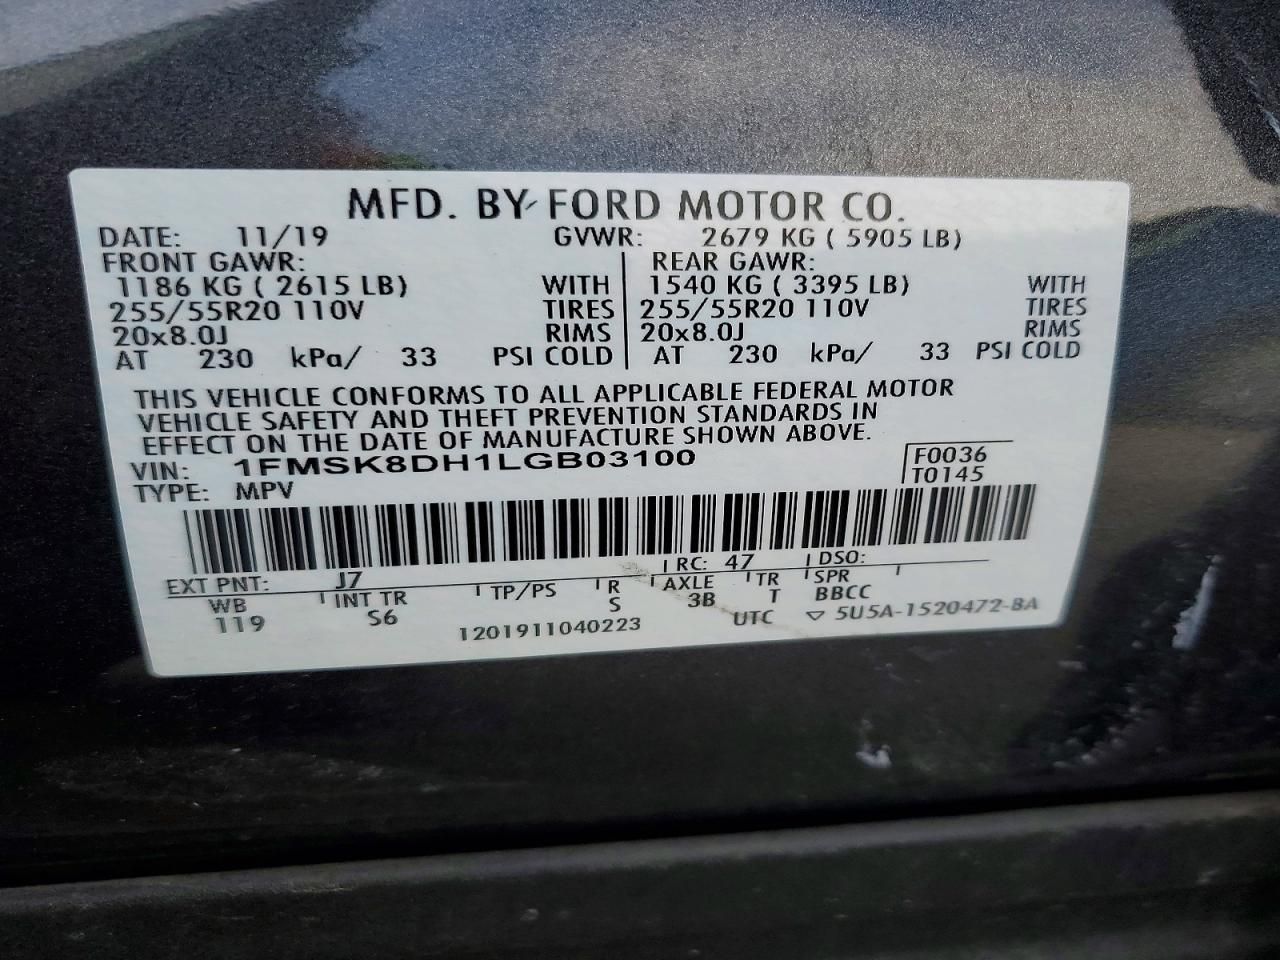 MFD. BY FORD MOTOR CO.
DATE: 11/19 GVWR: 2679 KG ( 5905 LB)
FRONT GAWR: REAR GAWR:
1186 KG ( 2615 LB) WITH 1540 KG ( 3395 LB) WITH
255/55R20 110V TIRES 255/55R20 110V TIRES
20x8.0J RIMS 20x8.0J RIMS
AT 230 kPa/ 33 PSI COLD AT 230 kPa/ 33 PSI COLD
THIS VEHICLE CONFORMS TO ALL APPLICABLE FEDERAL MOTOR
VEHICLE SAFETY AND THEFT PREVENTION STANDARDS IN
EFFECT ON THE DATE OF MANUFACTURE SHOWN ABOVE.
VIN: 1FMSK8DH1LGB03100 F0036
TYPE: MPV T0145
EXT PNT: J7 RC: 47 DSO:
WB INT TR TP/PS R AXLE TR SPR
119 S6 S 3B T BBCC
1201911040223 UTC ▽ 5U5A-1520472-BA